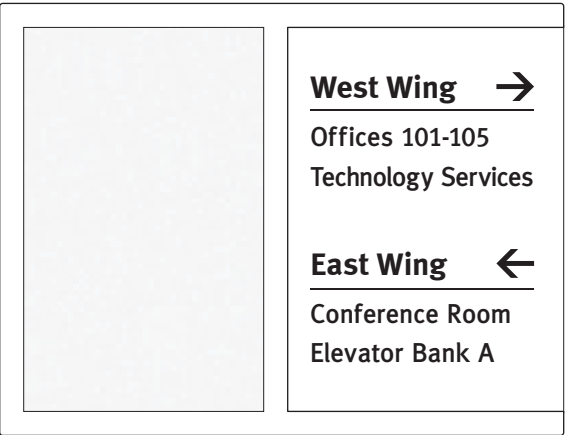 West Wing →
Offices 101-105
Technology Services
East Wing ←
Conference Room
Elevator Bank A